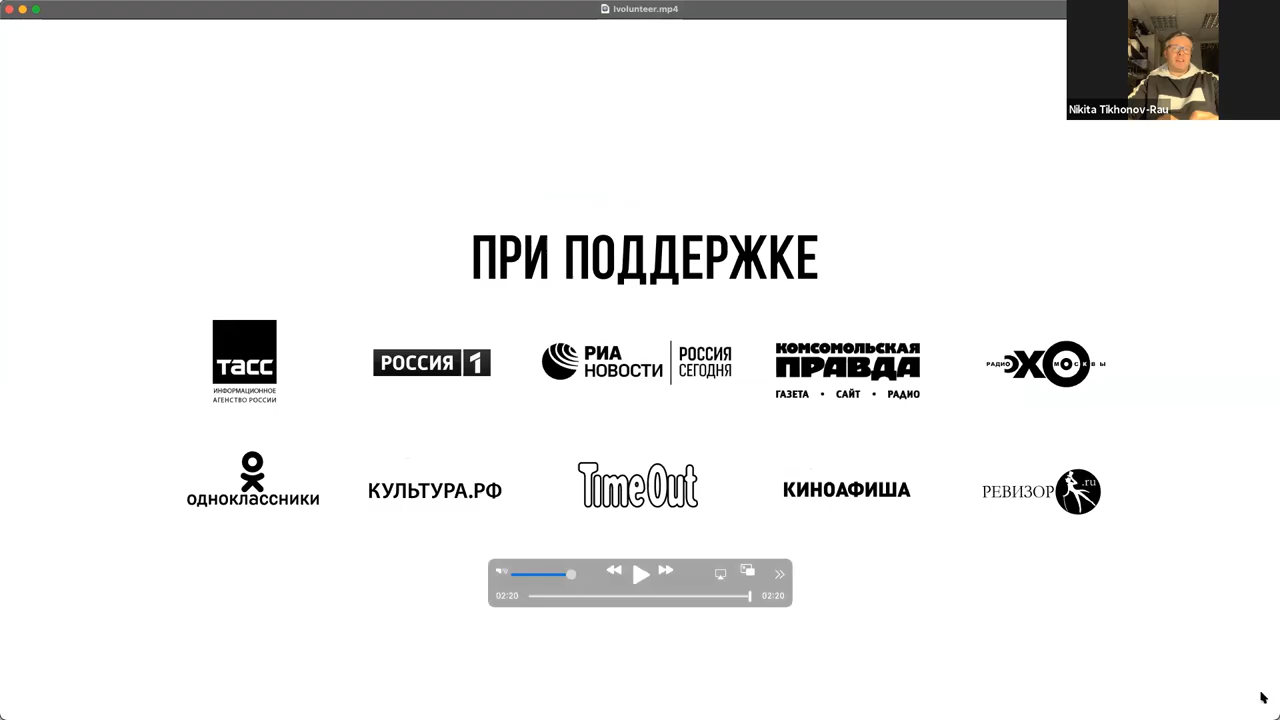 Ivolunteer.mp4
Nikita Tikhonov-Rau
ПРИ ПОДДЕРЖКЕ
ТАСС
ИНФОРМАЦИОННОЕ
АГЕНСТВО РОССИИ
РОССИЯ 1
РИА
НОВОСТИ
РОССИЯ
СЕГОДНЯ
КОМСОМОЛЬСКАЯ
ПРАВДА
ГАЗЕТА • САЙТ • РАДИО
РАДИО ЭХО МОСКВЫ
одноклассники
КУЛЬТУРА.РФ
TimeOut
КИНОАФИША
РЕВИЗОР.ru
02:20
02:20